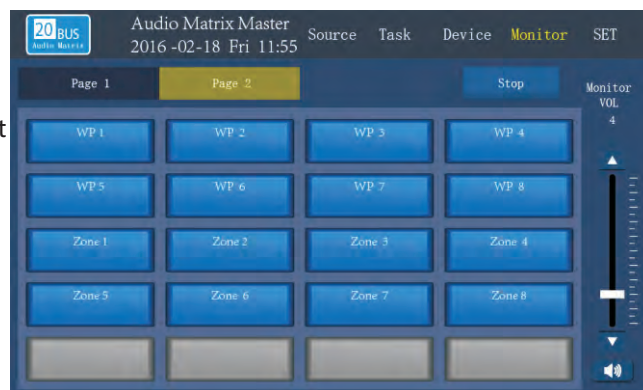 20 BUS
Audio Matrix
Audio Matrix Master
2016 -02-18 Fri 11:55
Source Task Device Monitor SET
Page 1 Page 2 Stop
Monitor
VOL
4
t
WP 1 WP 2 WP 3 WP 4
WP 5 WP 6 WP 7 WP 8
Zone 1 Zone 2 Zone 3 Zone 4
Zone 5 Zone 6 Zone 7 Zone 8